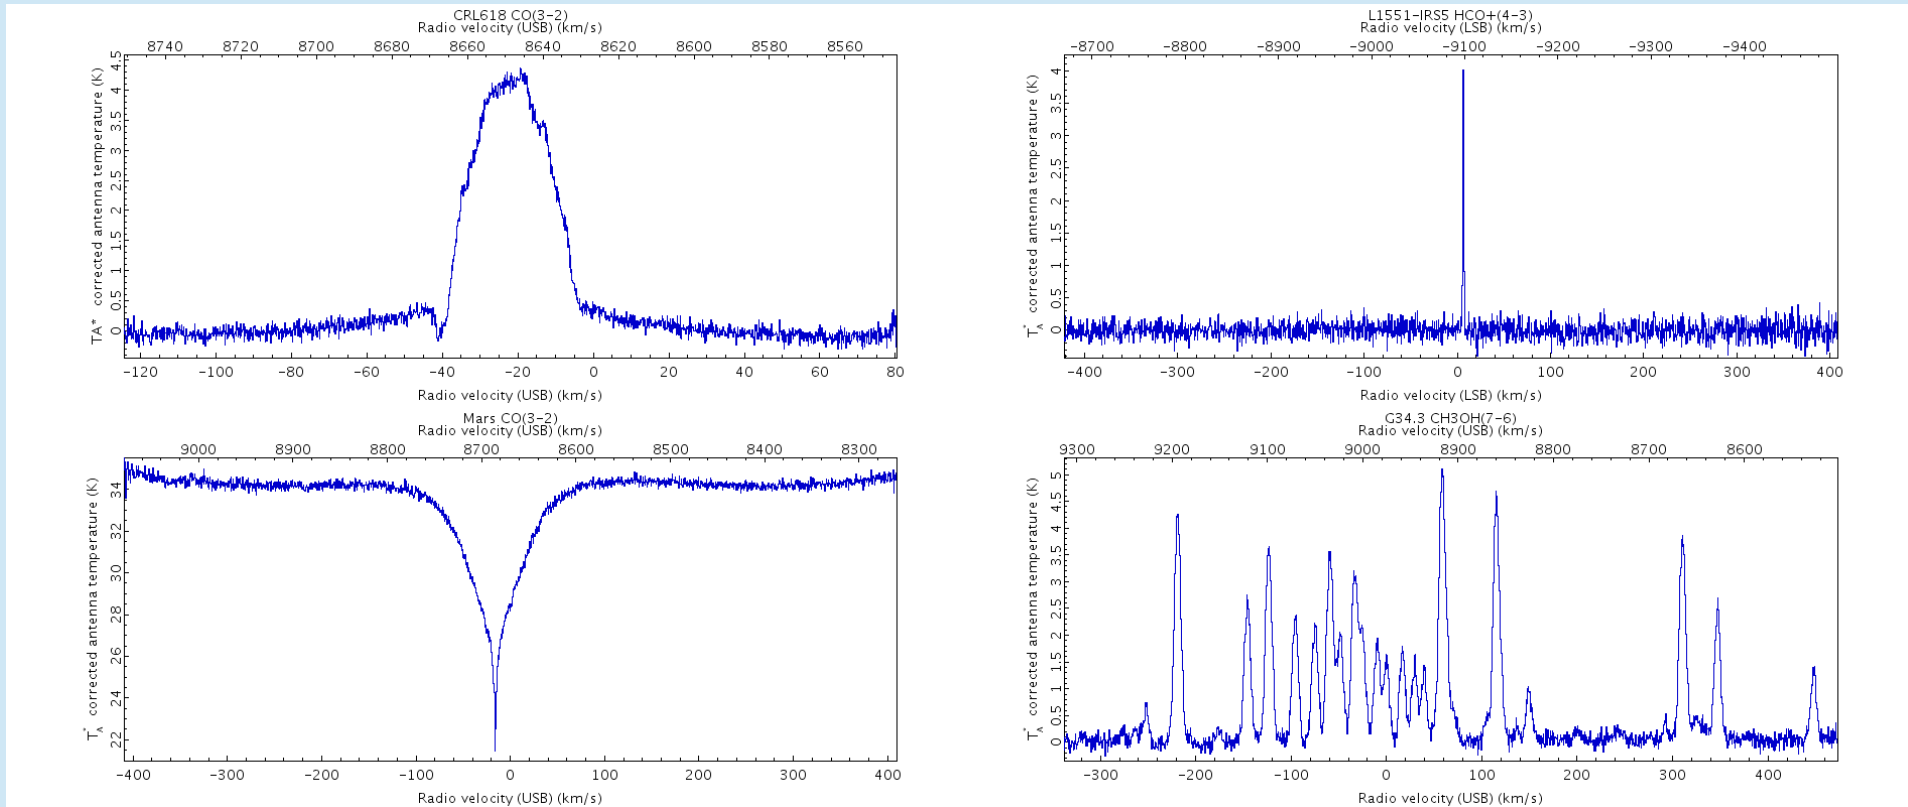 CRL618 CO(3-2)
Radio velocity (USB) (km/s)
8740 8720 8700 8680 8660 8640 8620 8600 8580 8560
TA* corrected antenna temperature (K)
4.5
4
3.5
3
2.5
2
1.5
1
0.5
0
-120 -100 -80 -60 -40 -20 0 20 40 60 80
Radio velocity (USB) (km/s)
L1551-IRS5 HCO+(4-3)
Radio velocity (LSB) (km/s)
-8700 -8800 -8900 -9000 -9100 -9200 -9300 -9400
T*A corrected antenna temperature (K)
4
3.5
3
2.5
2
1.5
1
0.5
0
-400 -300 -200 -100 0 100 200 300 400
Radio velocity (LSB) (km/s)
Mars CO(3-2)
Radio velocity (USB) (km/s)
9000 8900 8800 8700 8600 8500 8400 8300
T*A corrected antenna temperature (K)
34
32
30
28
26
24
22
-400 -300 -200 -100 0 100 200 300 400
Radio velocity (USB) (km/s)
G34.3 CH3OH(7-6)
Radio velocity (USB) (km/s)
9300 9200 9100 9000 8900 8800 8700 8600
T*A corrected antenna temperature (K)
5
4.5
4
3.5
3
2.5
2
1.5
1
0.5
0
-300 -200 -100 0 100 200 300 400
Radio velocity (USB) (km/s)